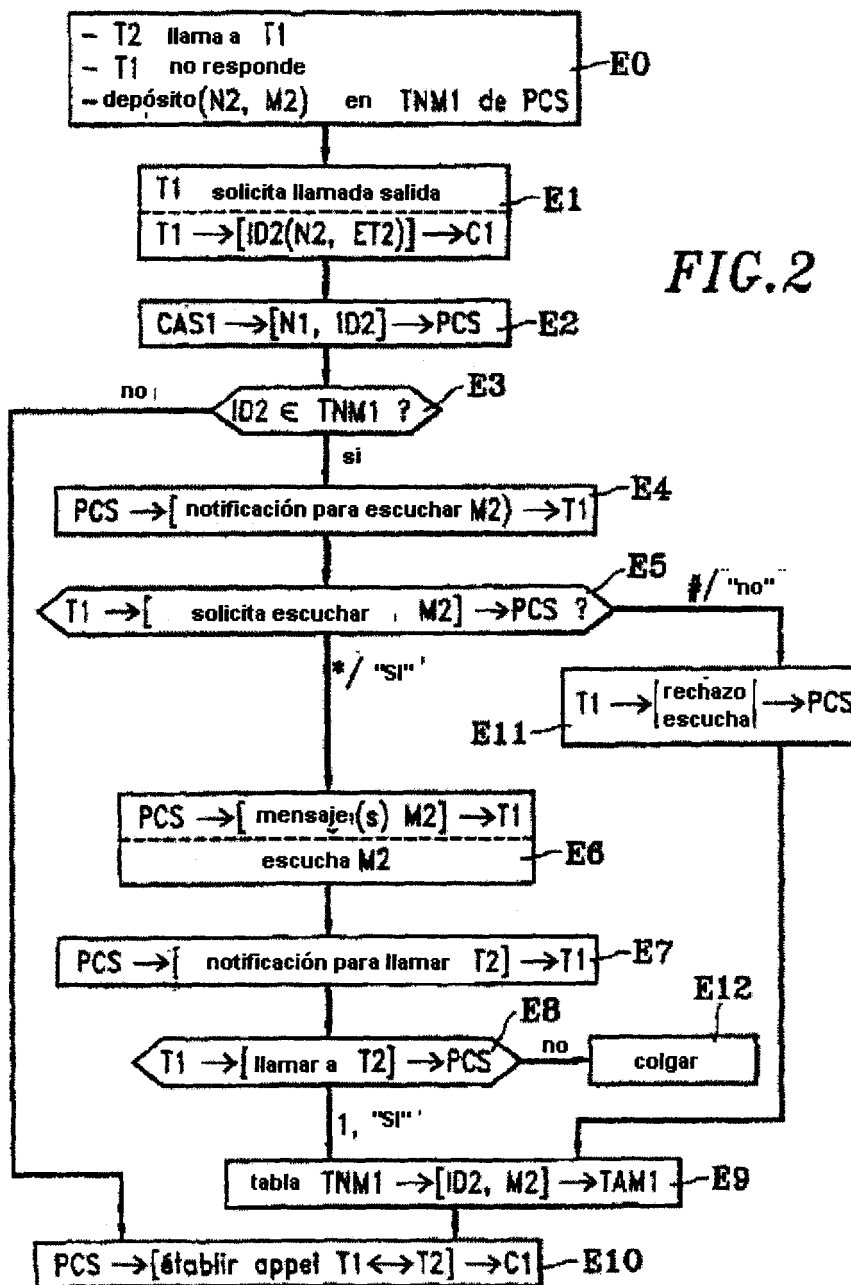 - T2 llama a T1
- T1 no responde
- depósito(N2, M2) en TNM1 de PCS
E0
T1 solicita llamada salida
T1 →[ID2(N2, ET2)]→C1
E1
FIG.2
CAS1 →[N1, ID2]→PCS
E2
no
ID2 ∈ TNM1 ?
E3
si
PCS →[ notificación para escuchar M2) →T1
E4
T1 →[ solicita escuchar , M2]→PCS ?
E5
#/ "no"
*/ "SI" '
T1 →[rechazo escucha]→PCS
E11
PCS →[ mensaje,(s) M2]→T1
escucha M2
E6
PCS →[ notificación para llamar T2]→T1
E7
T1 →[llamar a T2]→PCS
E8
no
colgar
E12
1, "SI" '
tabla TNM1 →[ID2, M2]→TAM1
E9
PCS →[établir appel T1↔T2]→C1
E10